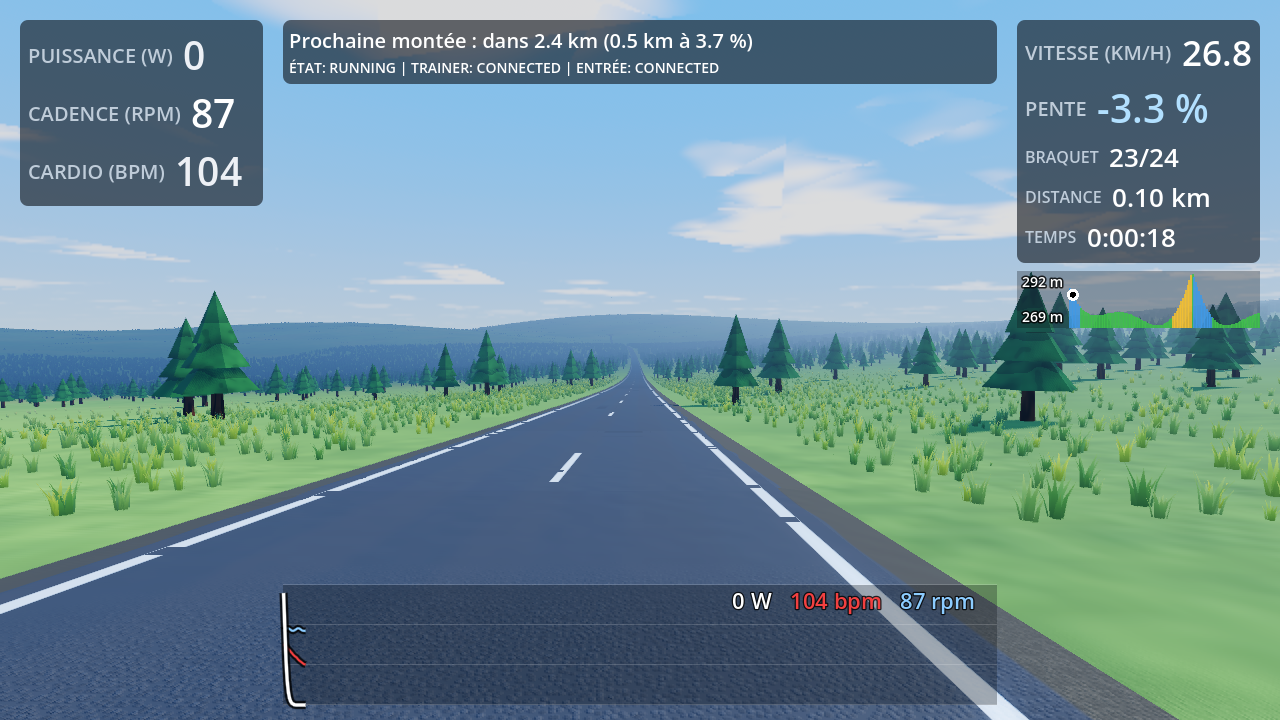 PUISSANCE (W) 0
CADENCE (RPM) 87
CARDIO (BPM) 104
Prochaine montée : dans 2.4 km (0.5 km à 3.7 %)
ÉTAT: RUNNING | TRAINER: CONNECTED | ENTRÉE: CONNECTED
VITESSE (KM/H) 26.8
PENTE -3.3 %
BRAQUET 23/24
DISTANCE 0.10 km
TEMPS 0:00:18
292 m
269 m
0 W 104 bpm 87 rpm